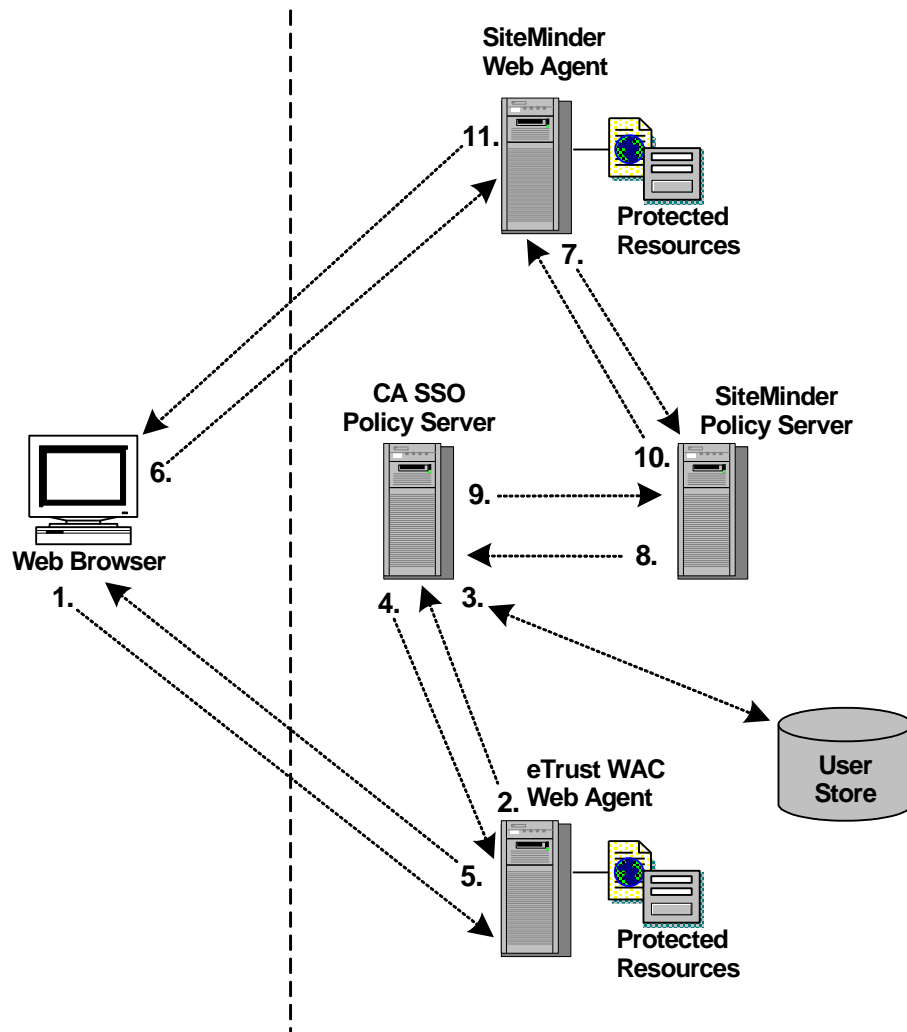 SiteMinder
Web Agent
11.
Protected
Resources
7.
CA SSO
Policy Server
SiteMinder
Policy Server
6.
10.
9.
8.
Web Browser
1.
4.
3.
eTrust WAC
Web Agent
2.
User
Store
5.
Protected
Resources